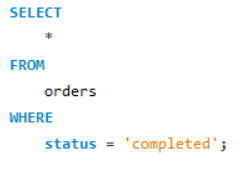 SELECT
    *
FROM
    orders
WHERE
    status = 'completed';